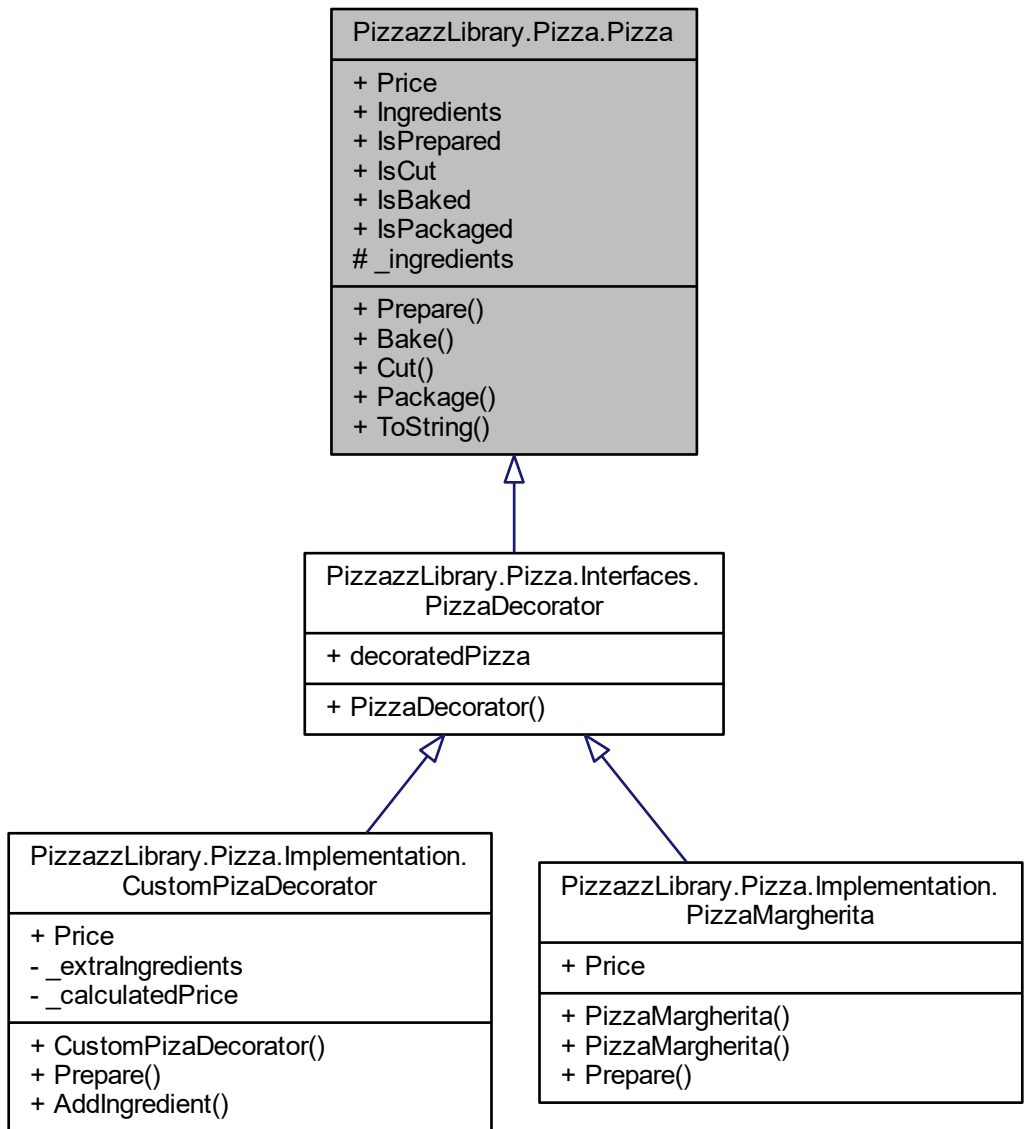 PizzazzLibrary.Pizza.Pizza
+ Price
+ Ingredients
+ IsPrepared
+ IsCut
+ IsBaked
+ IsPackaged
# _ingredients
+ Prepare()
+ Bake()
+ Cut()
+ Package()
+ ToString()
PizzazzLibrary.Pizza.Interfaces.
PizzaDecorator
+ decoratedPizza
+ PizzaDecorator()
PizzazzLibrary.Pizza.Implementation.
CustomPizaDecorator
+ Price
- _extraIngredients
- _calculatedPrice
+ CustomPizaDecorator()
+ Prepare()
+ AddIngredient()
PizzazzLibrary.Pizza.Implementation.
PizzaMargherita
+ Price
+ PizzaMargherita()
+ PizzaMargherita()
+ Prepare()